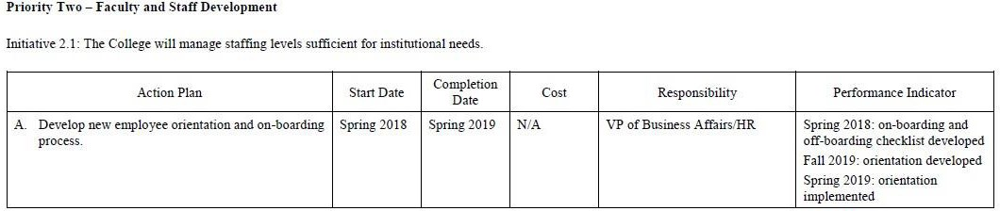 Priority Two – Faculty and Staff Development
Initiative 2.1: The College will manage staffing levels sufficient for institutional needs.
Action Plan
Start Date
Completion
Date
Cost
Responsibility
Performance Indicator
A. Develop new employee orientation and on-boarding
process.
Spring 2018
Spring 2019
N/A
VP of Business Affairs/HR
Spring 2018: on-boarding and
off-boarding checklist developed
Fall 2019: orientation developed
Spring 2019: orientation
implemented